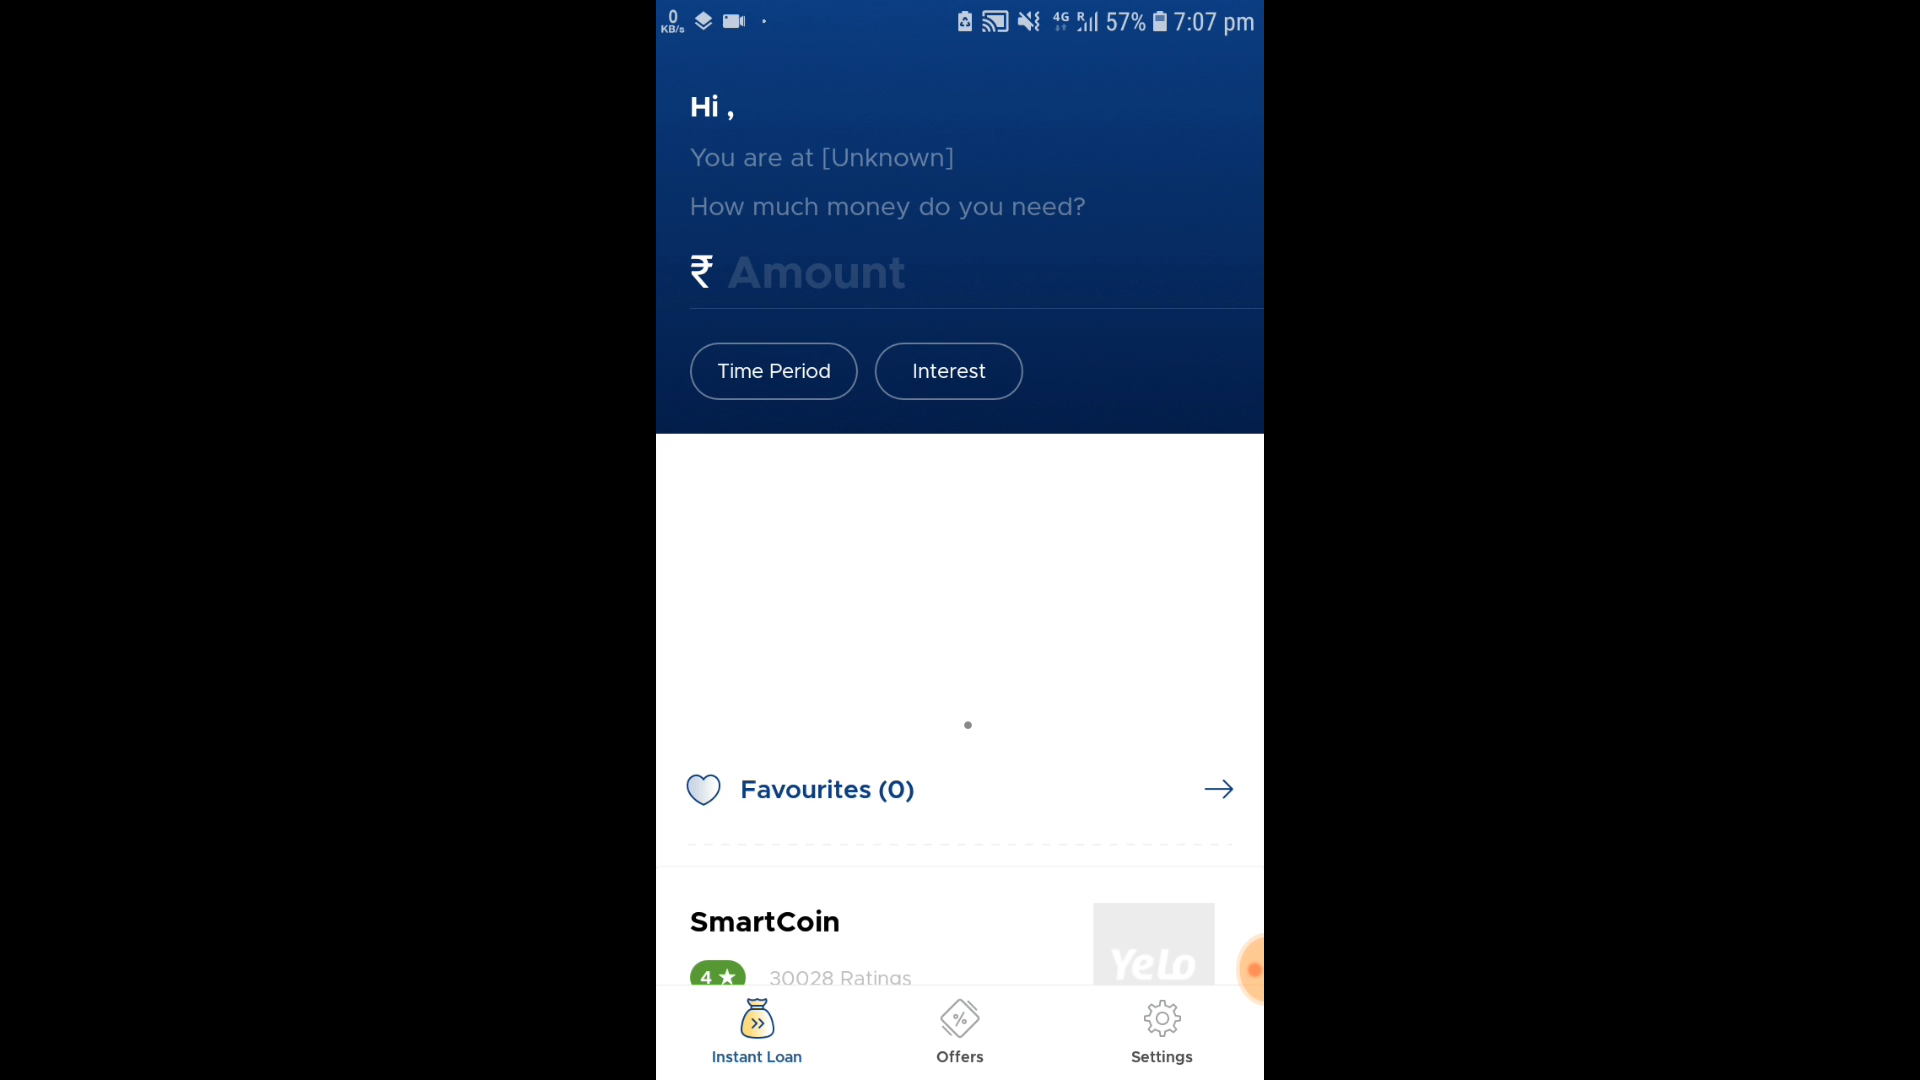 0
KB/s
4G R 57% 7:07 pm
Hi ,
You are at [Unknown]
How much money do you need?
₹ Amount
Time Period Interest
Favourites (0)
SmartCoin
YeLo
4 ★ 30028 Ratings
Instant Loan Offers Settings